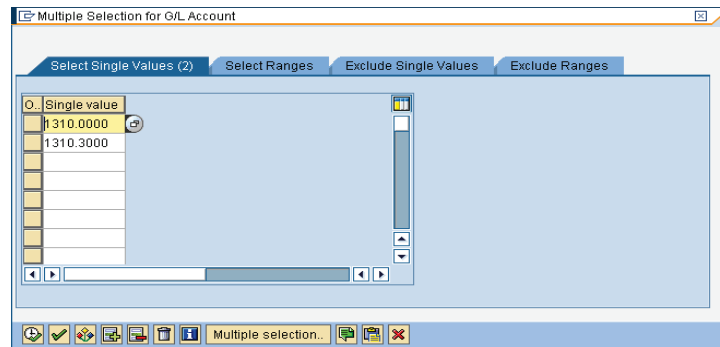 Multiple Selection for G/L Account
Select Single Values (2) Select Ranges Exclude Single Values Exclude Ranges
O.. Single value
1310.0000
1310.3000
Multiple selection..